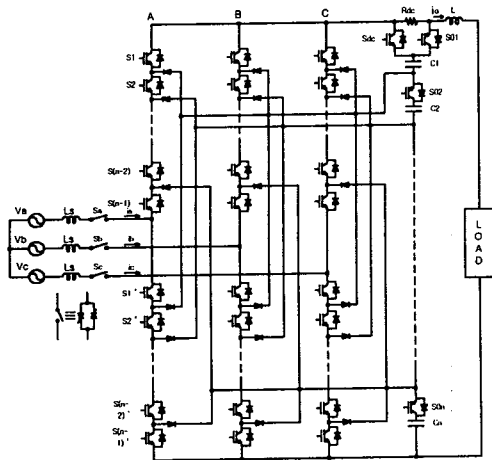 A B C Rdc io L
Sdc S01
S1
C1
S2
S02
C2
S(n-2)
S(n-1)
Va Ls Sa ia
Vb Ls Sb ib
Vc Ls Sc ic
LOAD
S1'
S2'
S(n-2)'
S0n
Cn
S(n-1)'